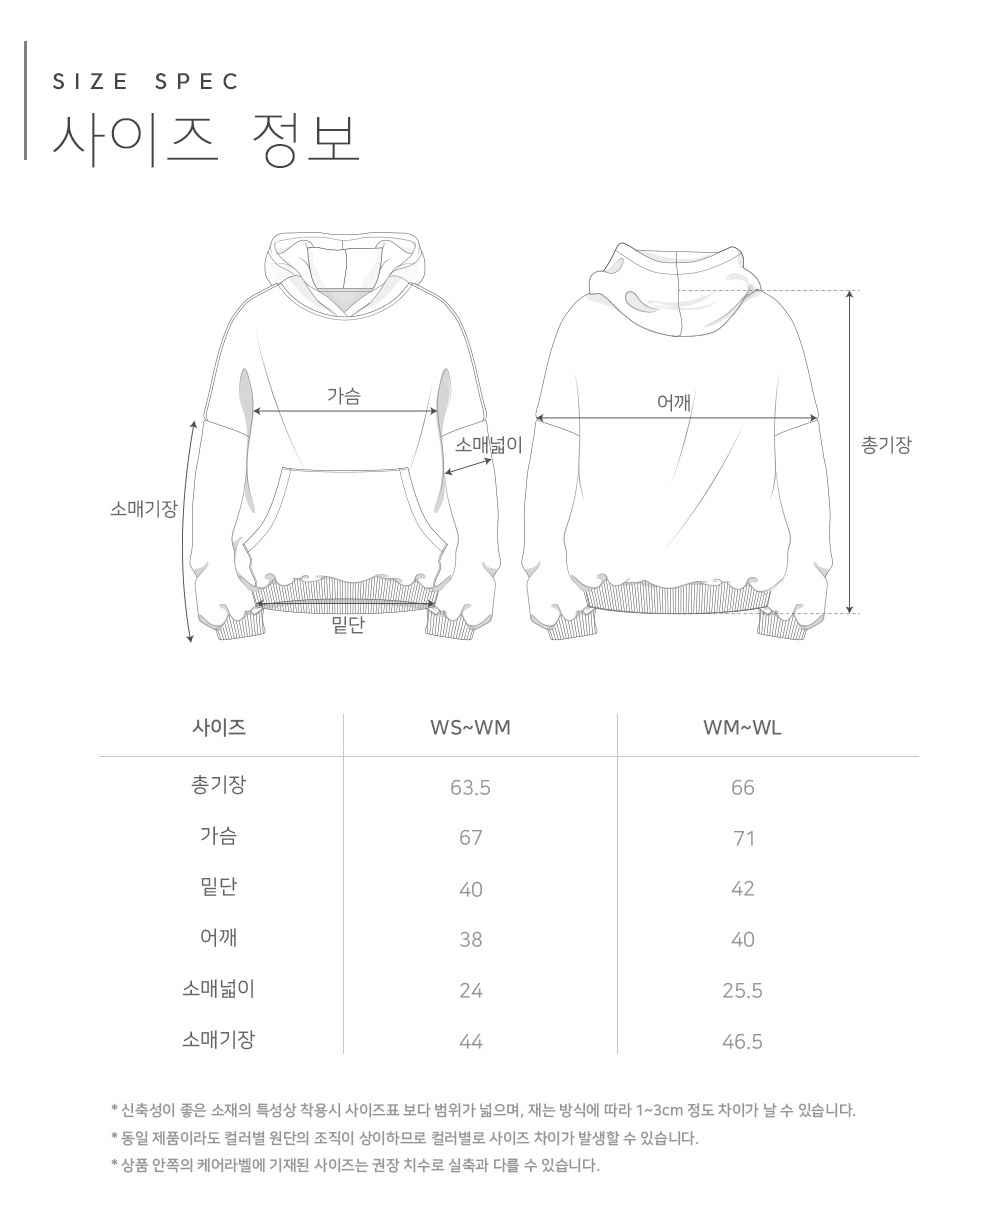 SIZE SPEC
사이즈 정보
가슴
어깨
소매넓이
총기장
소매기장
밑단
사이즈 WS~WM WM~WL
총기장 63.5 66
가슴 67 71
밑단 40 42
어깨 38 40
소매넓이 24 25.5
소매기장 44 46.5
* 신축성이 좋은 소재의 특성상 착용시 사이즈표 보다 범위가 넓으며, 재는 방식에 따라 1~3cm 정도 차이가 날 수 있습니다.
* 동일 제품이라도 컬러별 원단의 조직이 상이하므로 컬러별로 사이즈 차이가 발생할 수 있습니다.
* 상품 안쪽의 케어라벨에 기재된 사이즈는 권장 치수로 실측과 다를 수 있습니다.